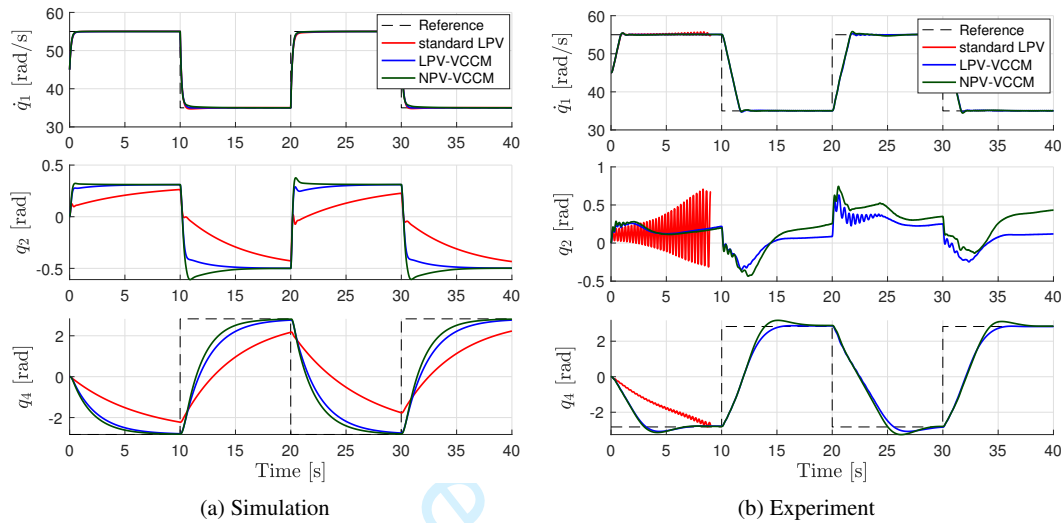 60
50
40
30
0 5 10 15 20 25 30 35 40
q̇1 [rad/s]
Reference
standard LPV
LPV-VCCM
NPV-VCCM
0.5
0
-0.5
0 5 10 15 20 25 30 35 40
q2 [rad]
2
0
-2
0 5 10 15 20 25 30 35 40
q4 [rad]
Time [s]
(a) Simulation
60
50
40
30
0 5 10 15 20 25 30 35 40
q̇1 [rad/s]
Reference
standard LPV
LPV-VCCM
NPV-VCCM
1
0.5
0
0.5
0 5 10 15 20 25 30 35 40
q2 [rad]
2
0
-2
0 5 10 15 20 25 30 35 40
q4 [rad]
Time [s]
(b) Experiment
e